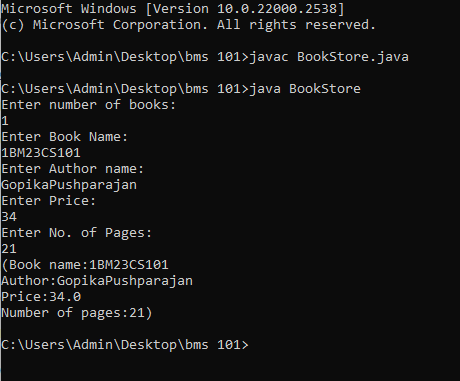 Microsoft Windows [Version 10.0.22000.2538]
(c) Microsoft Corporation. All rights reserved.
C:\Users\Admin\Desktop\bms 101>javac BookStore.java
C:\Users\Admin\Desktop\bms 101>java BookStore
Enter number of books:
1
Enter Book Name:
1BM23CS101
Enter Author name:
GopikaPushparajan
Enter Price:
34
Enter No. of Pages:
21
(Book name:1BM23CS101
Author:GopikaPushparajan
Price:34.0
Number of pages:21)
C:\Users\Admin\Desktop\bms 101>